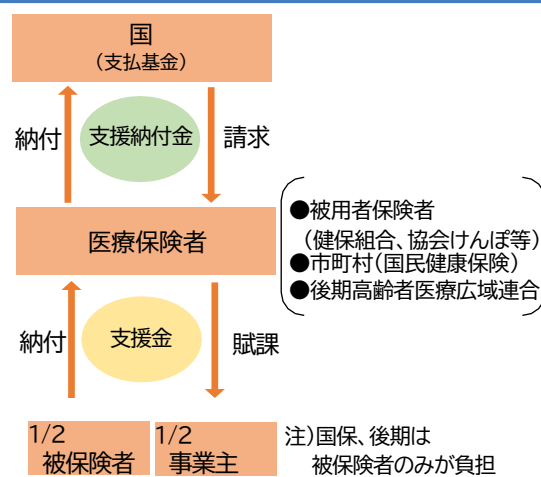 国
（支払基金）
納付
支援納付金
請求
医療保険者
●被用者保険者
（健保組合、協会けんぽ等）
●市町村（国民健康保険）
●後期高齢者医療広域連合
納付
支援金
賦課
1/2
被保険者
1/2
事業主
注）国保、後期は
被保険者のみが負担